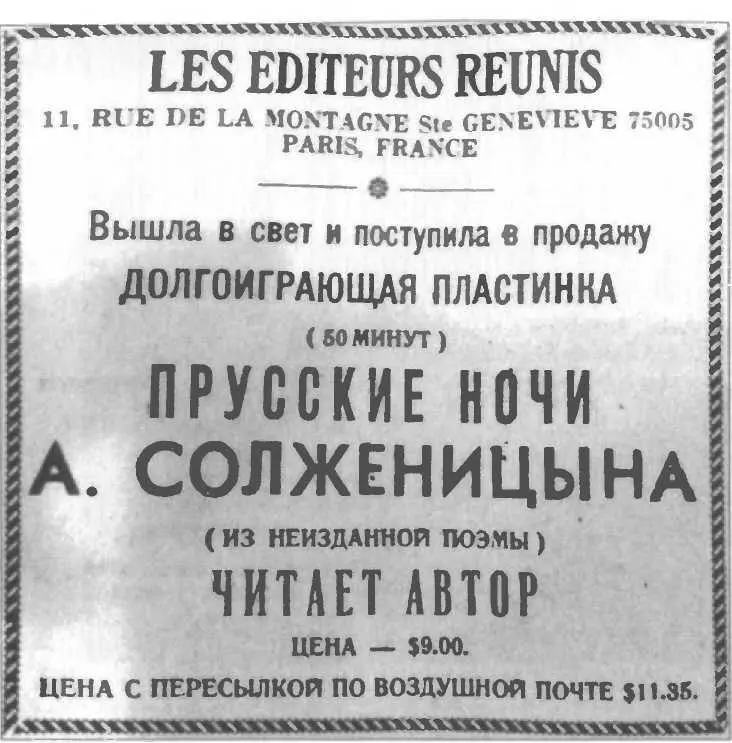 LES EDITEURS REUNIS
11, RUE DE LA MONTAGNE Ste GENEVIEVE 75005
PARIS, FRANCE
Вышла в свет и поступила в продажу
ДОЛГОИГРАЮЩАЯ ПЛАСТИНКА
(50 МИНУТ)
ПРУССКИЕ НОЧИ
А. СОЛЖЕНИЦЫНА
(ИЗ НЕИЗДАННОЙ ПОЭМЫ)
ЧИТАЕТ АВТОР
ЦЕНА — $9.00.
ЦЕНА С ПЕРЕСЫЛКОЙ ПО ВОЗДУШНОЙ ПОЧТЕ $11.35.